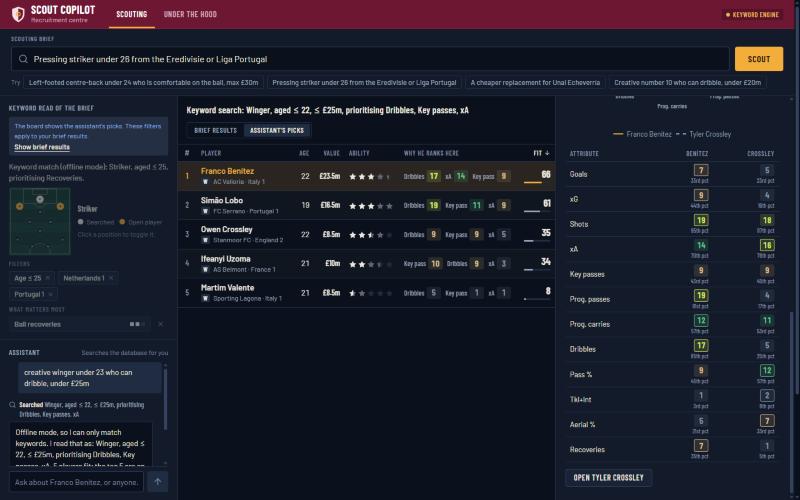 SCOUT COPILOT
Recruitment centre
SCOUTING
UNDER THE HOOD
KEYWORD ENGINE
SCOUTING BRIEF
Pressing striker under 26 from the Eredivisie or Liga Portugal
SCOUT
Try
Left-footed centre-back under 24 who is comfortable on the ball, max £30m
Pressing striker under 26 from the Eredivisie or Liga Portugal
A cheaper replacement for Unai Echeverria
Creative number 10 who can dribble, under £20m
KEYWORD READ OF THE BRIEF
The board shows the assistant's picks. These filters
apply to your brief results.
Show brief results
Keyword match (offline mode): Striker, aged ≤ 25,
prioritising Recoveries.
Striker
Searched
Open player
Click a position to toggle it.
FILTERS
Age ≤ 25 ×
Netherlands 1 ×
Portugal 1 ×
WHAT MATTERS MOST
Ball recoveries ×
ASSISTANT
Searches the database for you
creative winger under 23 who can
dribble, under £25m
Searched Winger, aged ≤ 22, ≤ £25m, prioritising
Dribbles, Key passes, xA
Offline mode, so I can only match
keywords. I read that as: Winger, aged ≤
22, ≤ £25m, prioritising Dribbles, Key
Ask about Franco Benitez, or anyone.
Keyword search: Winger, aged ≤ 22, ≤ £25m, prioritising Dribbles, Key passes, xA
BRIEF RESULTS
ASSISTANT'S PICKS
# PLAYER AGE VALUE ABILITY WHY HE RANKS HERE FIT ↓
1 Franco Benitez 22 £23.5m Dribbles 17 xA 14 Key pass 9 66
AC Valloria · Italy 1
2 Simão Lobo 19 £16.5m Dribbles 19 Key pass 11 xA 9 61
FC Serrano · Portugal 1
3 Owen Crossley 22 £8.5m Dribbles 9 Key pass 9 xA 5 35
Stanmoor FC · England 2
4 Ifeanyi Uzoma 21 £10m Key pass 10 Dribbles 9 xA 3 34
AS Belmont · France 1
5 Martim Valente 21 £8.5m Dribbles 5 Key pass 1 xA 1 8
Sporting Lagona · Italy 1
Prog. carries
Franco Benitez
Tyler Crossley
ATTRIBUTE BENÍTEZ CROSSLEY
Goals 7 5
xG 9 4
Shots 19 18
xA 14 16
Key passes 9 9
Prog. passes 19 4
Prog. carries 12 11
Dribbles 17 5
Pass % 9 12
Tkl+Int 1 2
Aerial % 5 7
Recoveries 7 1
OPEN TYLER CROSSLEY